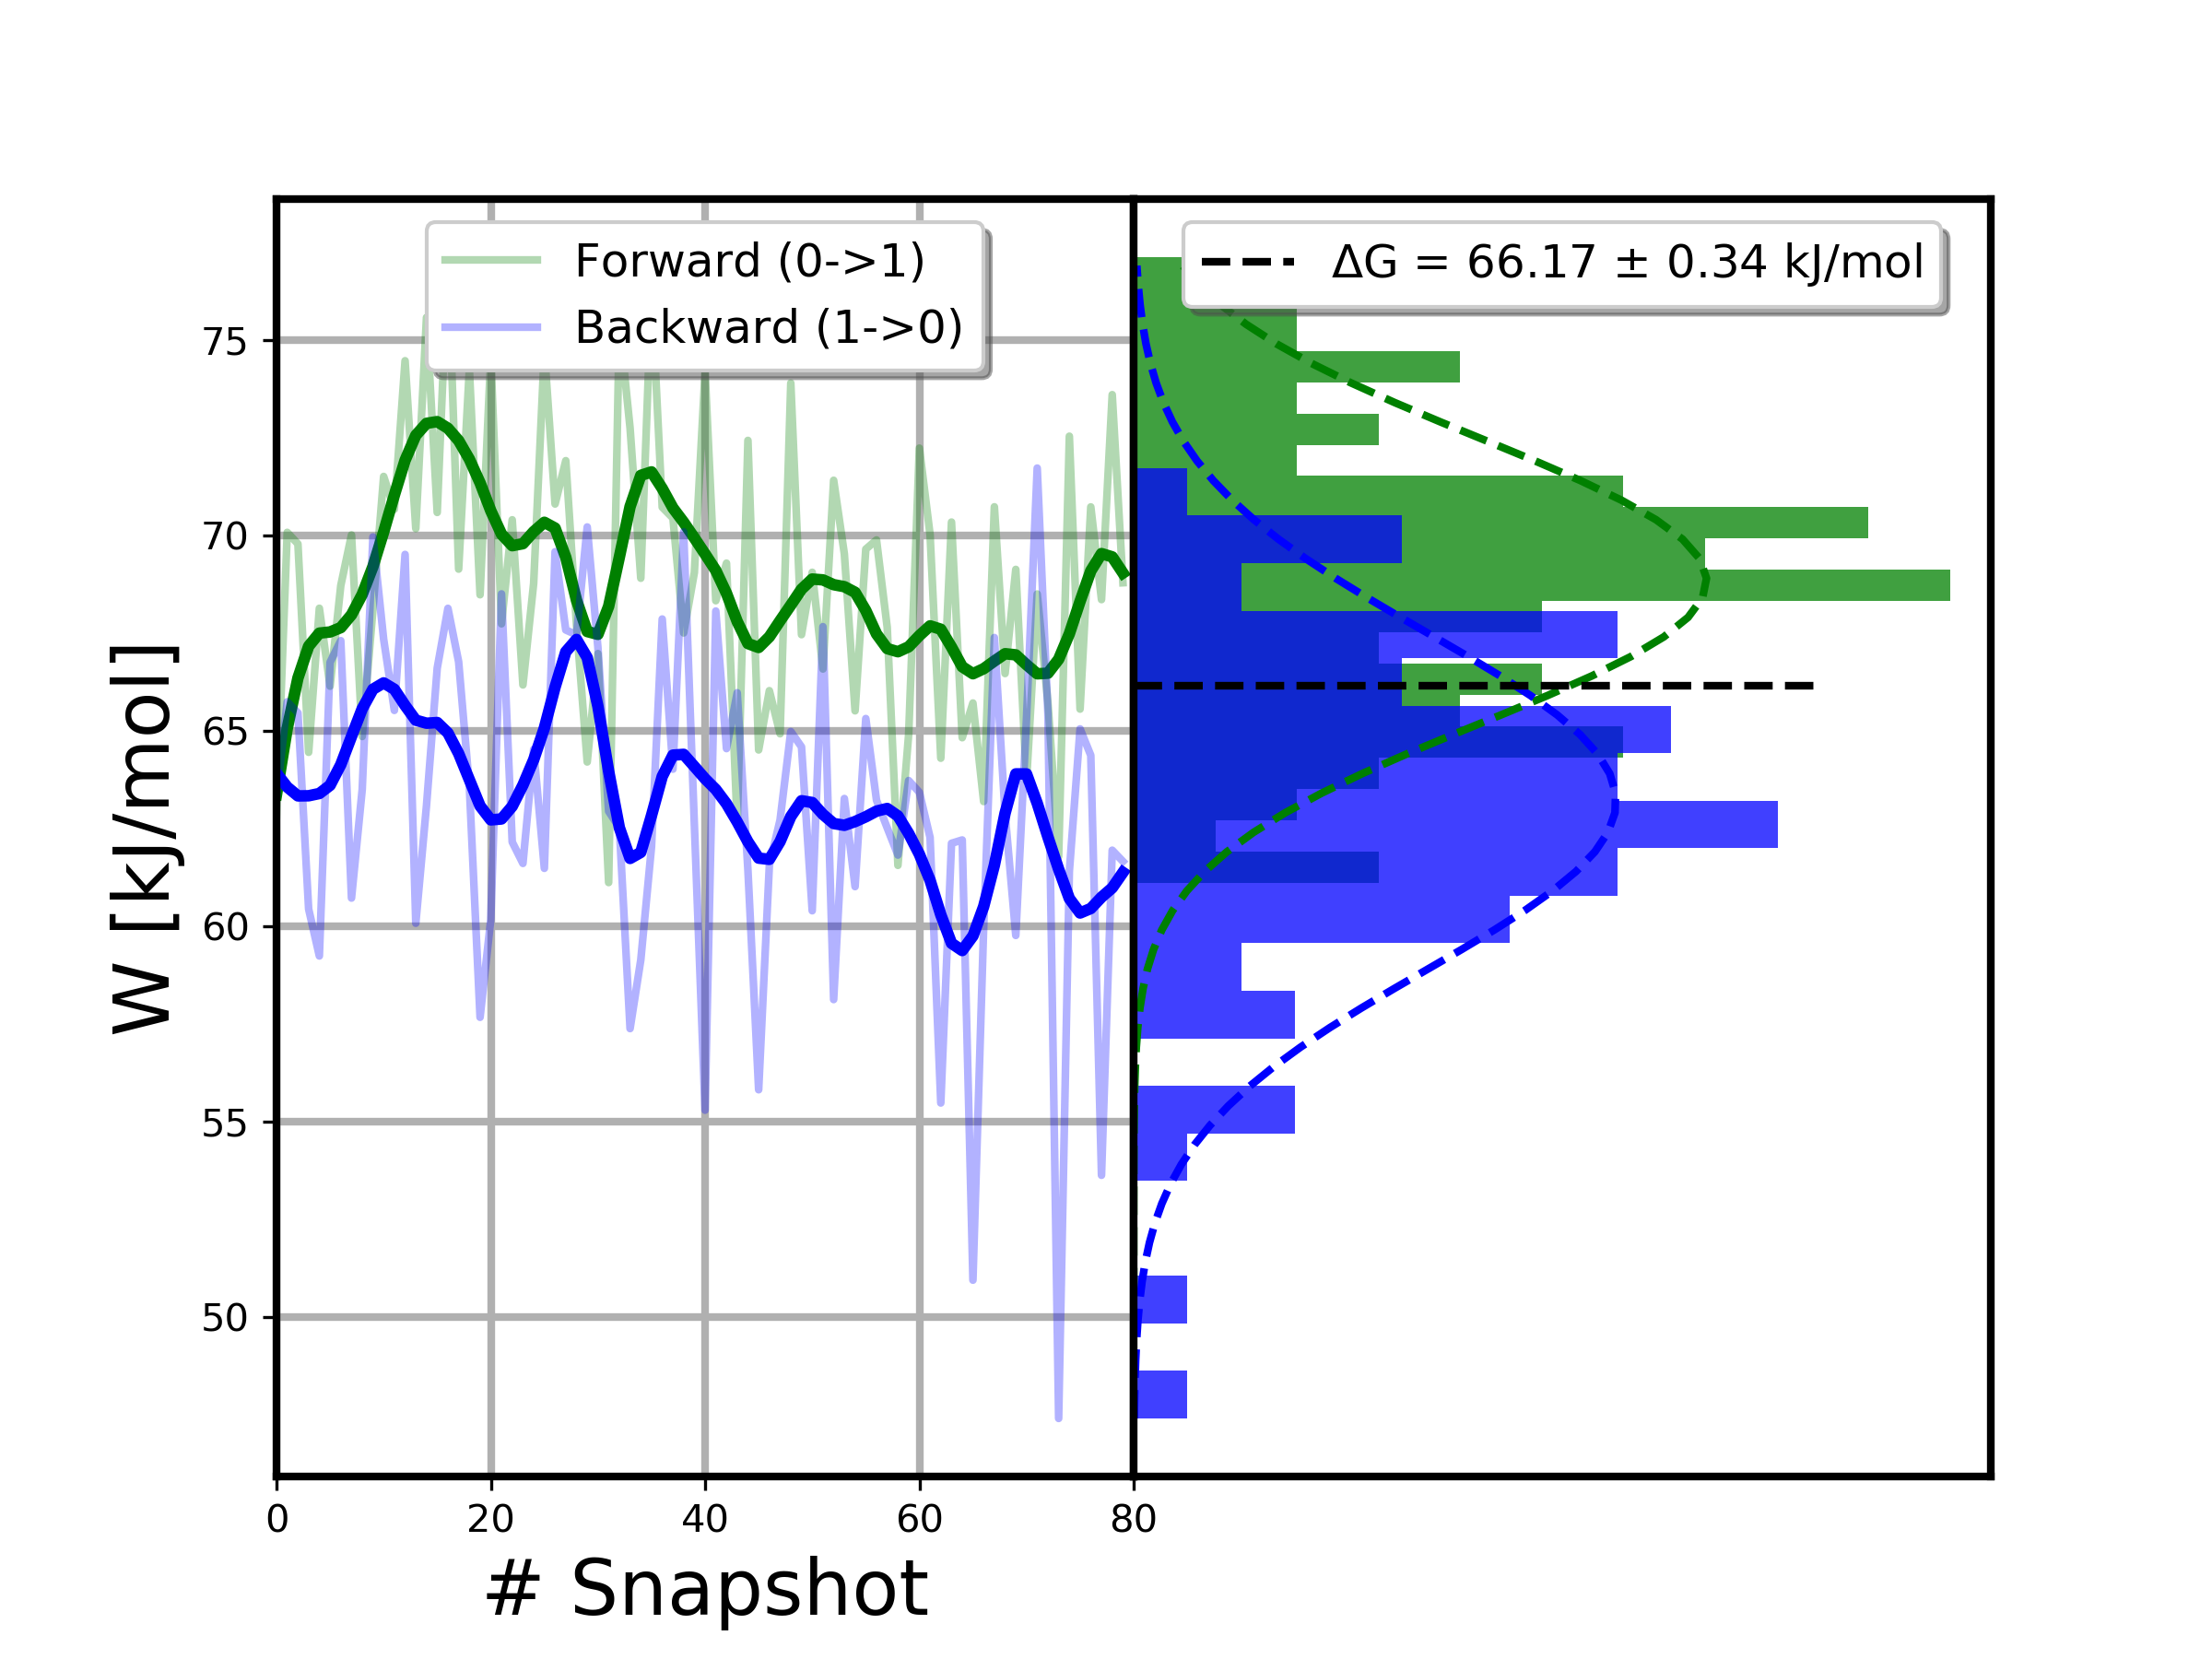 Forward (0->1)
Backward (1->0)
ΔG = 66.17 ± 0.34 kJ/mol
W [kJ/mol]
75
70
65
60
55
50
0 20 40 60 80
# Snapshot